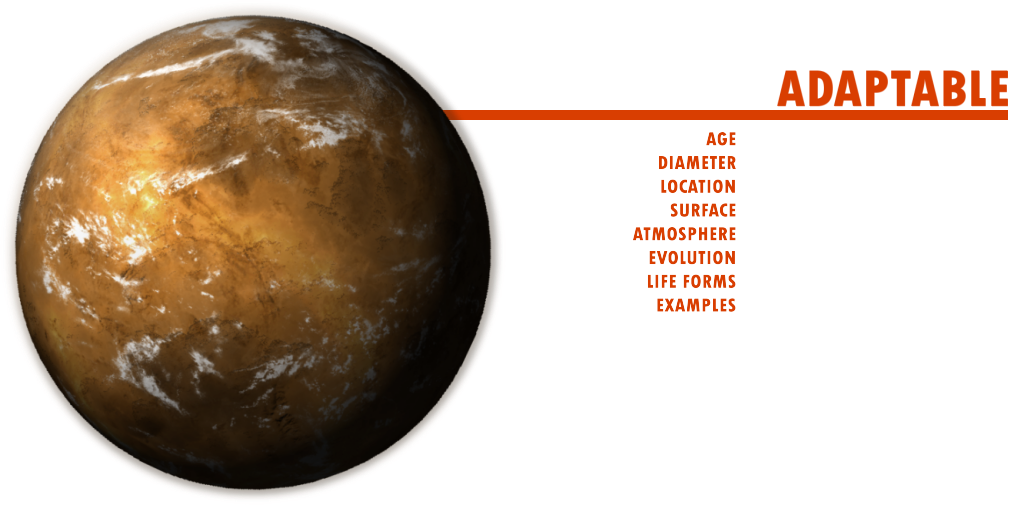 ADAPTABLE
AGE
DIAMETER
LOCATION
SURFACE
ATMOSPHERE
EVOLUTION
LIFE FORMS
EXAMPLES